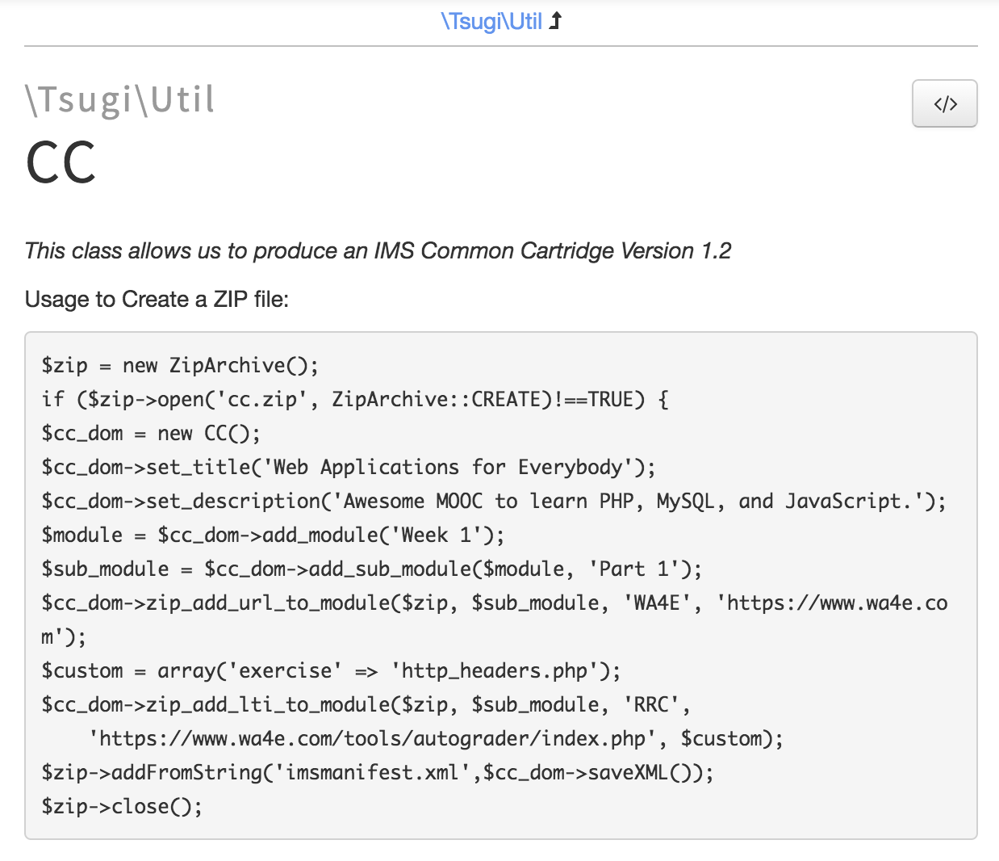 \Tsugi\Util
\Tsugi\Util
</>
CC
This class allows us to produce an IMS Common Cartridge Version 1.2
Usage to Create a ZIP file:
$zip = new ZipArchive();
if ($zip->open('cc.zip', ZipArchive::CREATE)!==TRUE) {
$cc_dom = new CC();
$cc_dom->set_title('Web Applications for Everybody');
$cc_dom->set_description('Awesome MOOC to learn PHP, MySQL, and JavaScript.');
$module = $cc_dom->add_module('Week 1');
$sub_module = $cc_dom->add_sub_module($module, 'Part 1');
$cc_dom->zip_add_url_to_module($zip, $sub_module, 'WA4E', 'https://www.wa4e.co
m');
$custom = array('exercise' => 'http_headers.php');
$cc_dom->zip_add_lti_to_module($zip, $sub_module, 'RRC',
    'https://www.wa4e.com/tools/autograder/index.php', $custom);
$zip->addFromString('imsmanifest.xml',$cc_dom->saveXML());
$zip->close();